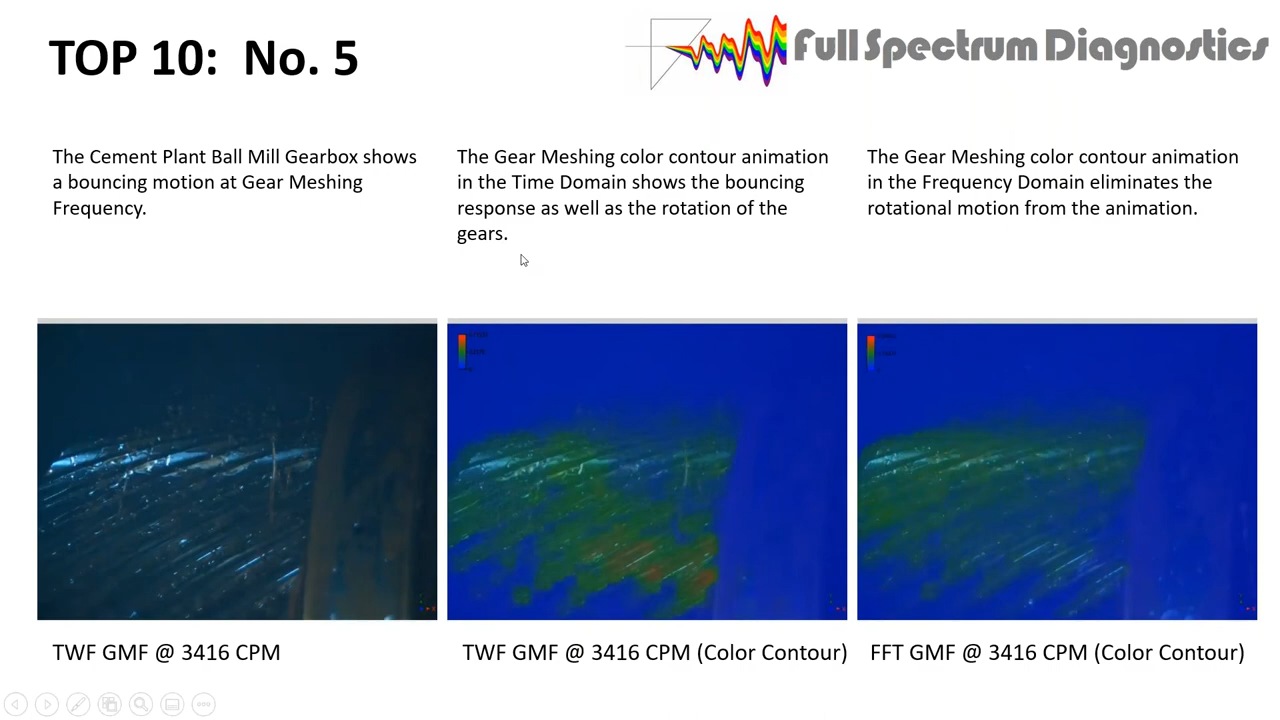 TOP 10: No. 5
Full Spectrum Diagnostics
The Cement Plant Ball Mill Gearbox shows
a bouncing motion at Gear Meshing
Frequency.
The Gear Meshing color contour animation
in the Time Domain shows the bouncing
response as well as the rotation of the
gears.
The Gear Meshing color contour animation
in the Frequency Domain eliminates the
rotational motion from the animation.
TWF GMF @ 3416 CPM
TWF GMF @ 3416 CPM (Color Contour)
FFT GMF @ 3416 CPM (Color Contour)